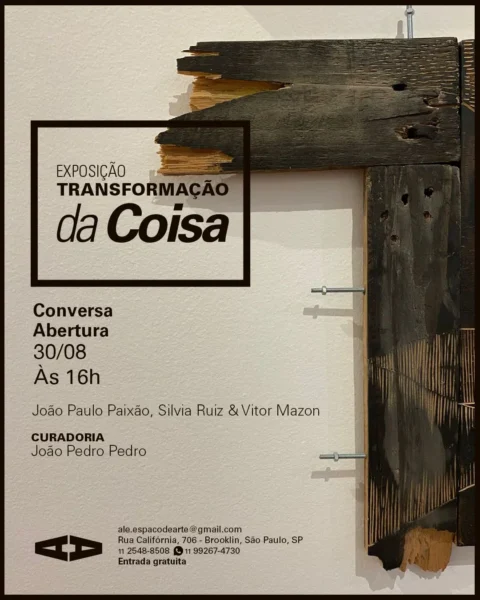 EXPOSIÇÃO
TRANSFORMAÇÃO
da Coisa
Conversa
Abertura
30/08
Às 16h
João Paulo Paixão, Silvia Ruiz & Vitor Mazon
CURADORIA
João Pedro Pedro
ale.espacodearte@gmail.com
Rua Califórnia, 706 - Brooklin, São Paulo, SP
11 2548-8508 11 99267-4730
Entrada gratuita